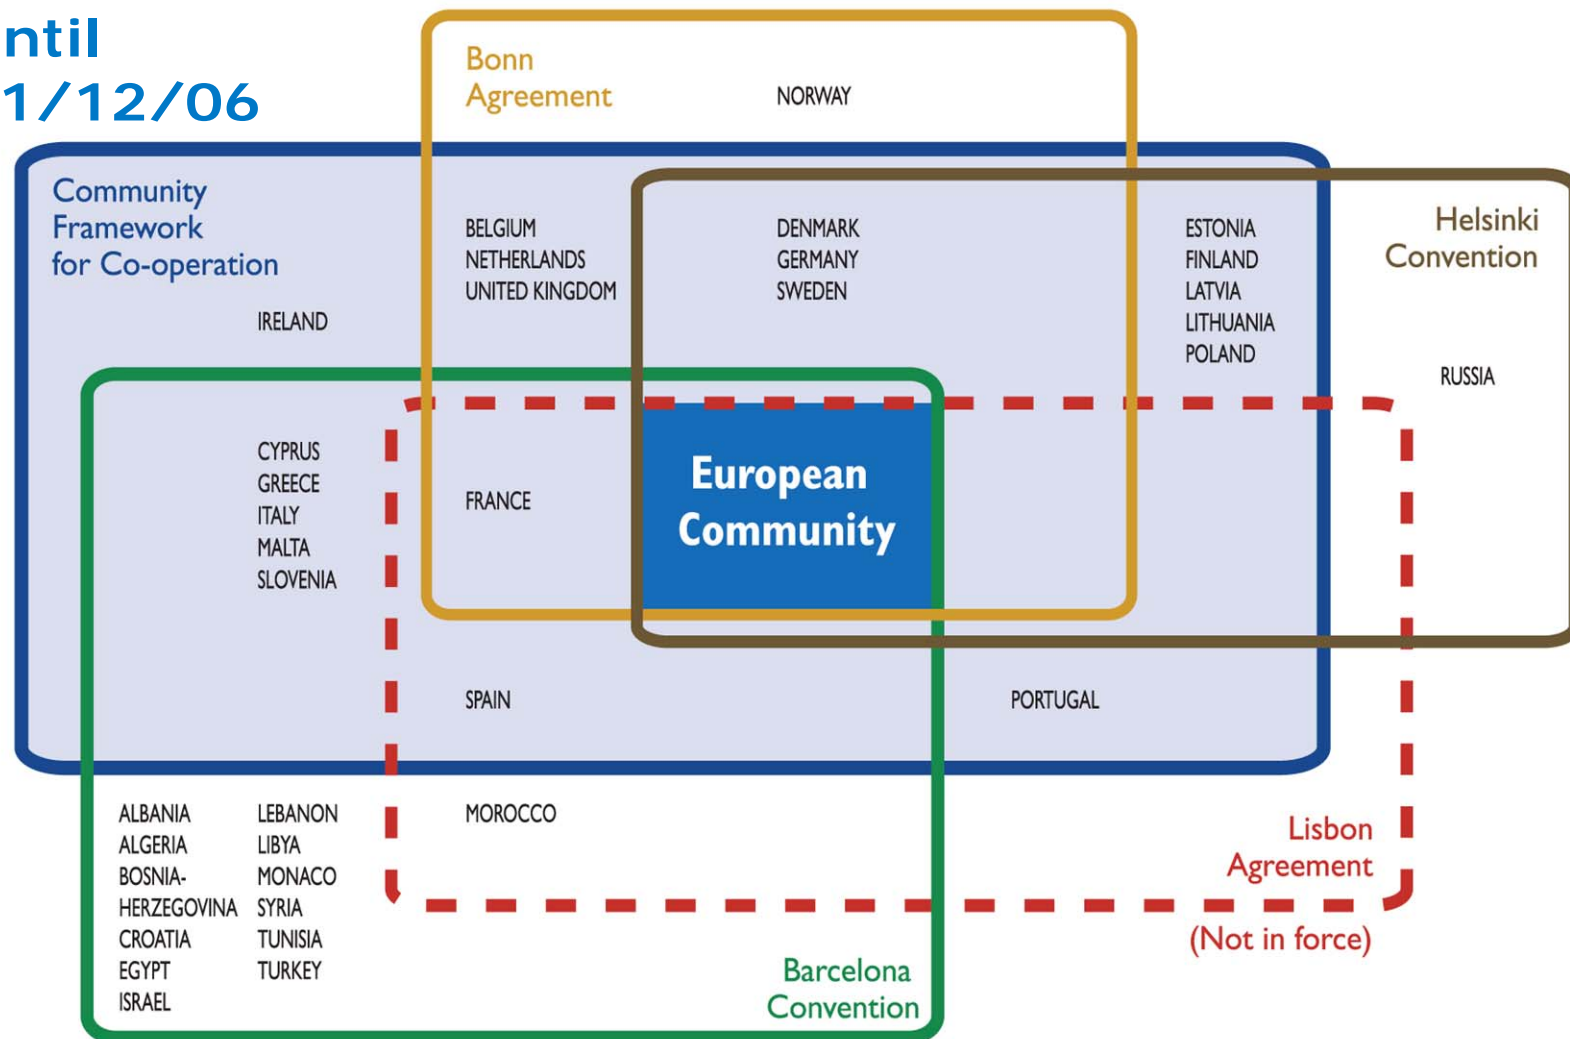 ntil
1/12/06
Bonn
Agreement
NORWAY
Community
Framework
for Co-operation
IRELAND
BELGIUM
NETHERLANDS
UNITED KINGDOM
DENMARK
GERMANY
SWEDEN
ESTONIA
FINLAND
LATVIA
LITHUANIA
POLAND
Helsinki
Convention
RUSSIA
CYPRUS
GREECE
ITALY
MALTA
SLOVENIA
FRANCE
European
Community
SPAIN
PORTUGAL
ALBANIA
ALGERIA
BOSNIA-
HERZEGOVINA
CROATIA
EGYPT
ISRAEL
LEBANON
LIBYA
MONACO
SYRIA
TUNISIA
TURKEY
MOROCCO
Lisbon
Agreement
(Not in force)
Barcelona
Convention